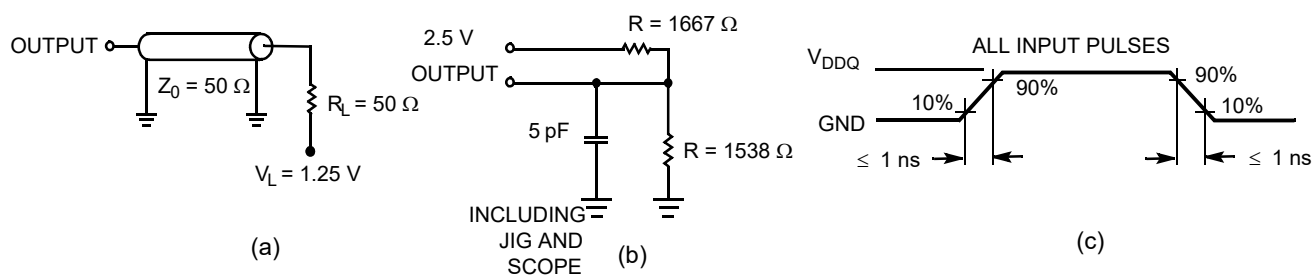 OUTPUT
Z0 = 50 Ω
RL = 50 Ω
VL = 1.25 V
(a)
R = 1667 Ω
2.5 V
OUTPUT
5 pF
R = 1538 Ω
INCLUDING
JIG AND
SCOPE
(b)
ALL INPUT PULSES
VDDQ
90%
10%
90%
10%
GND
≤ 1 ns
≤ 1 ns
(c)